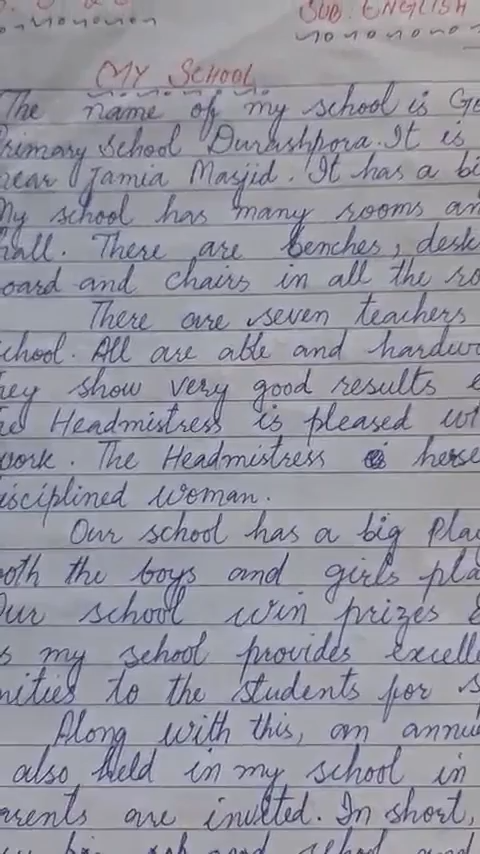 SUB. ENGLISH
MY SCHOOL
The name of my school is
Primary School Durashpora. It is
near Jamia Masjid. It has a
My school has many rooms
hall. There are benches, desk
board and chairs in all the
There are seven teachers
school. All are able and
They show very good results
The Headmistress is pleased
work. The Headmistress
disciplined woman.
Our school has a big
both the boys and girls
Our school win prizes
As my school provides
to the students for
Along with this, an
also held in my school in
parents are invited. In short,